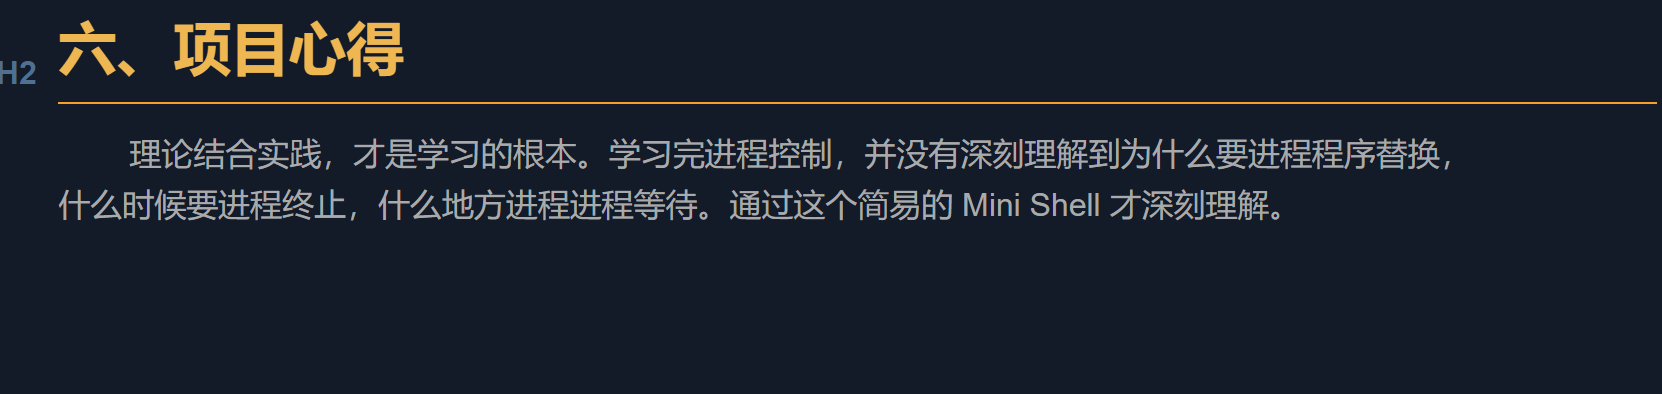 H2
六、项目心得
理论结合实践，才是学习的根本。学习完进程控制，并没有深刻理解到为什么要进程程序替换，
什么时候要进程终止，什么地方进程进程等待。通过这个简易的 Mini Shell 才深刻理解。